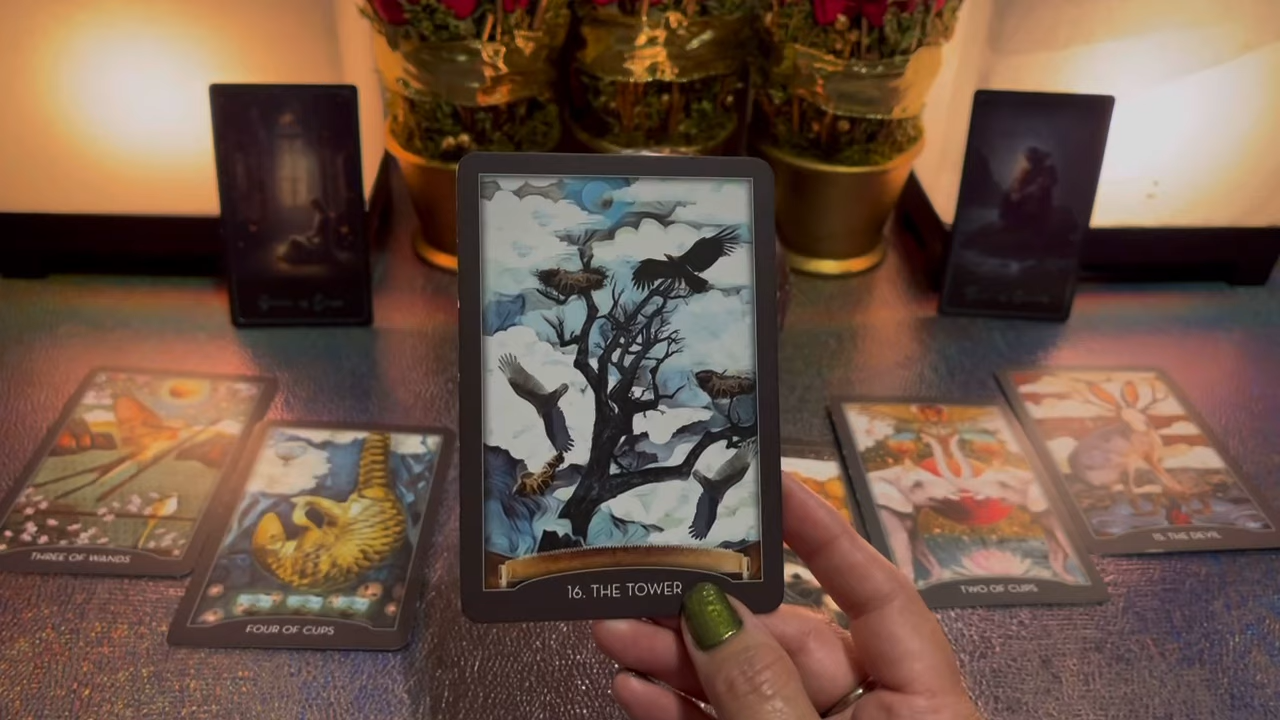 16. THE TOWER
THREE OF WANDS
FOUR OF CUPS
TWO OF CUPS
15. THE DEVIL